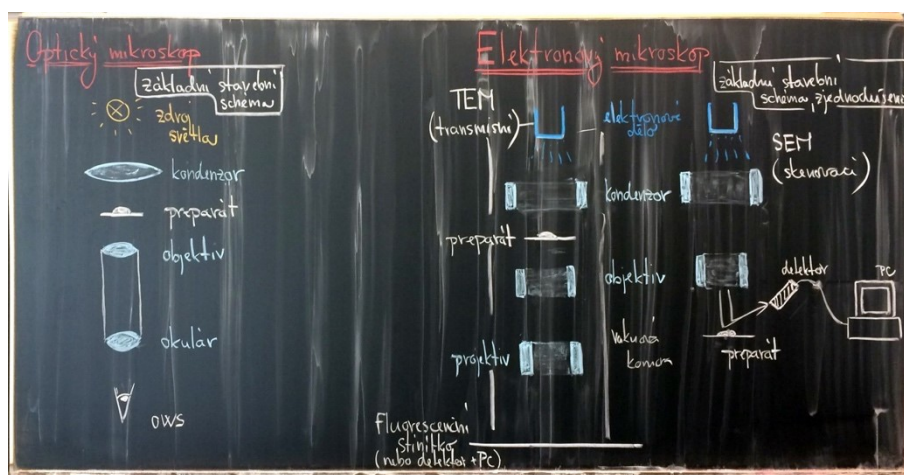 Optický mikroskop
základní stavební
schema
zdroj
světla
kondenzor
preparát
objektiv
okulár
OWS
Elektronový mikroskop
základní stavební
schema, zjednodušené
TEM
(transmisní)
elektronové
dělo
SEM
(skenovací)
kondenzor
preparát
objektiv
detektor
PC
projektiv
vakuová
komora
preparát
Fluorescenční
stínítko
(nebo detektor + PC)